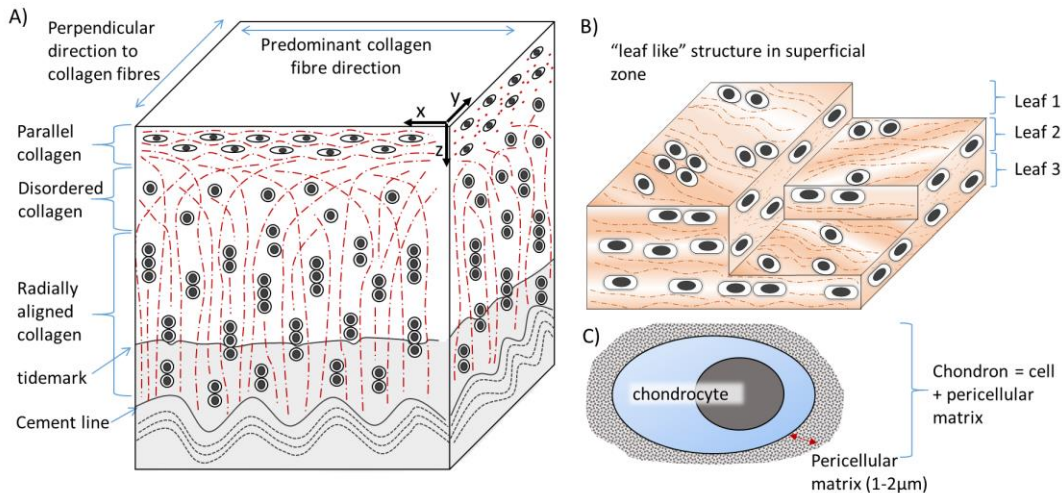 A)
Perpendicular
direction to
collagen fibres
Predominant collagen
fibre direction
x
y
z
Parallel
collagen
Disordered
collagen
Radially
aligned
collagen
tidemark
Cement line
B)
“leaf like” structure in superficial
zone
Leaf 1
Leaf 2
Leaf 3
C)
chondrocyte
Chondron = cell
+ pericellular
matrix
Pericellular
matrix (1-2μm)